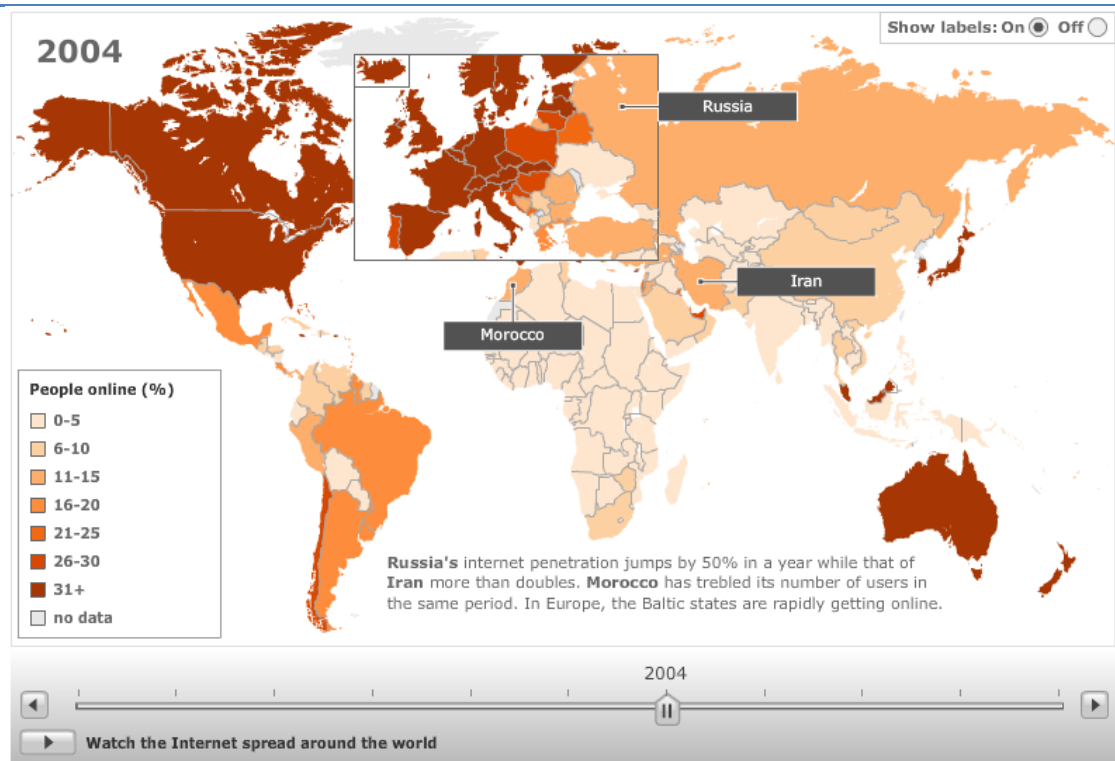 2004
Show labels: On Off
Russia
Iran
Morocco
People online (%)
0-5
6-10
11-15
16-20
21-25
26-30
31+
no data
Russia's internet penetration jumps by 50% in a year while that of
Iran more than doubles. Morocco has trebled its number of users in
the same period. In Europe, the Baltic states are rapidly getting online.
2004
Watch the Internet spread around the world